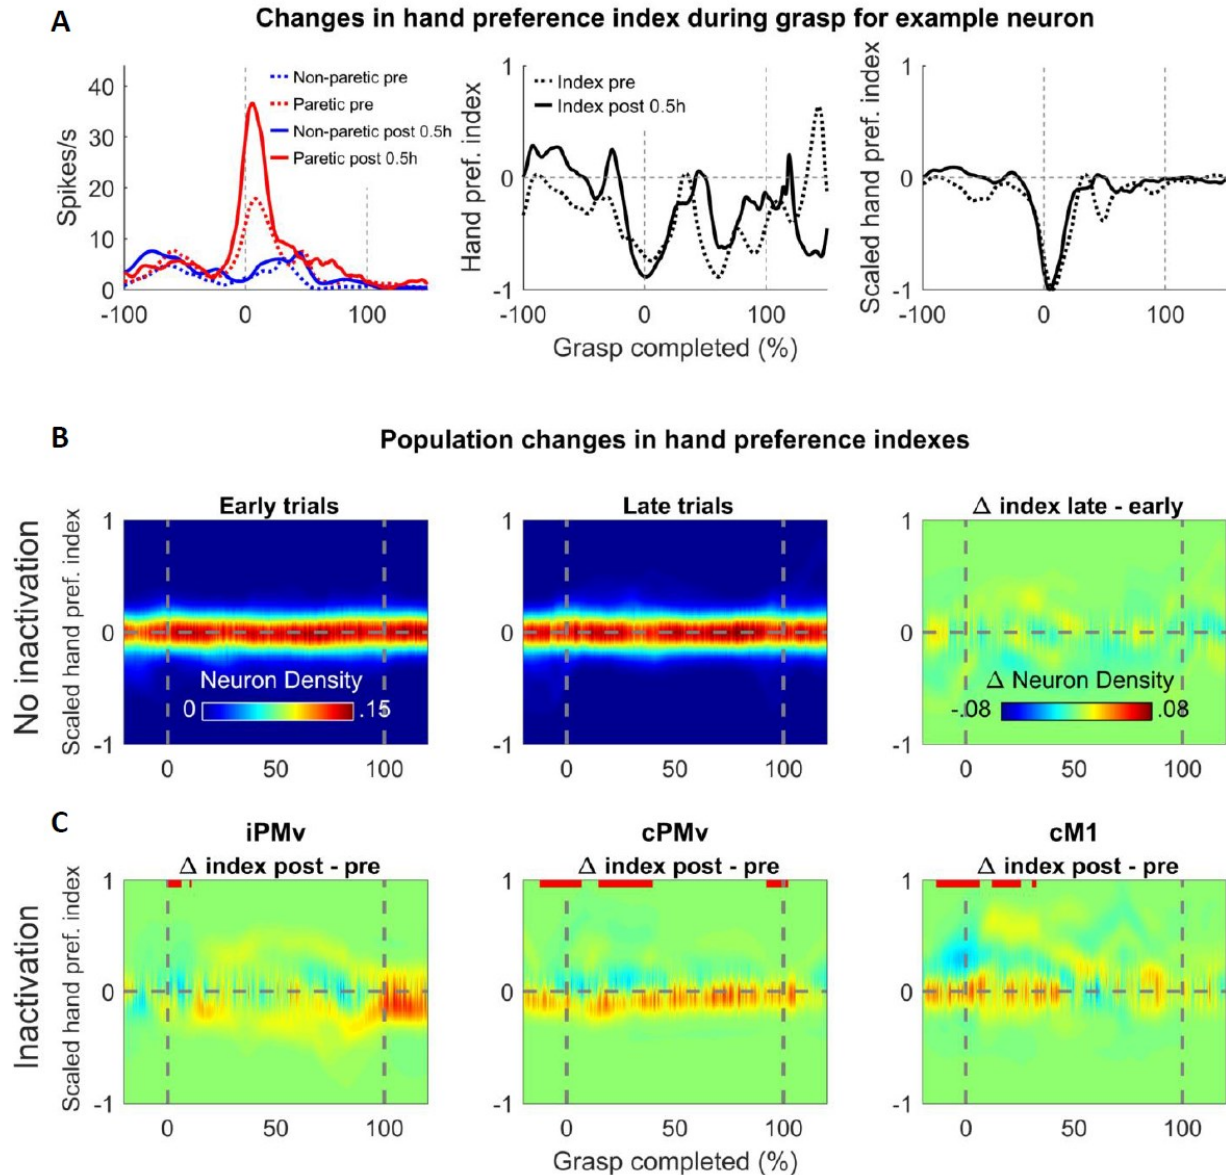 A
Changes in hand preference index during grasp for example neuron
Spikes/s
40
30
20
10
0
-100 0 100
Non-paretic pre
Paretic pre
Non-paretic post 0.5h
Paretic post 0.5h
Hand pref. index
1
0
-1
-100 0 100
Index pre
Index post 0.5h
Scaled hand pref. index
1
0
-1
-100 0 100
Grasp completed (%)
B
Population changes in hand preference indexes
No inactivation
Scaled hand pref. index
Early trials
1
0
-1
Neuron Density
0 .15
0 50 100
Late trials
1
0
-1
0 50 100
Δ index late - early
1
0
-1
Δ Neuron Density
-.08 .08
0 50 100
C
Inactivation
Scaled hand pref. index
iPMv
Δ index post - pre
1
0
-1
0 50 100
cPMv
Δ index post - pre
1
0
-1
0 50 100
cM1
Δ index post - pre
1
0
-1
0 50 100
Grasp completed (%)